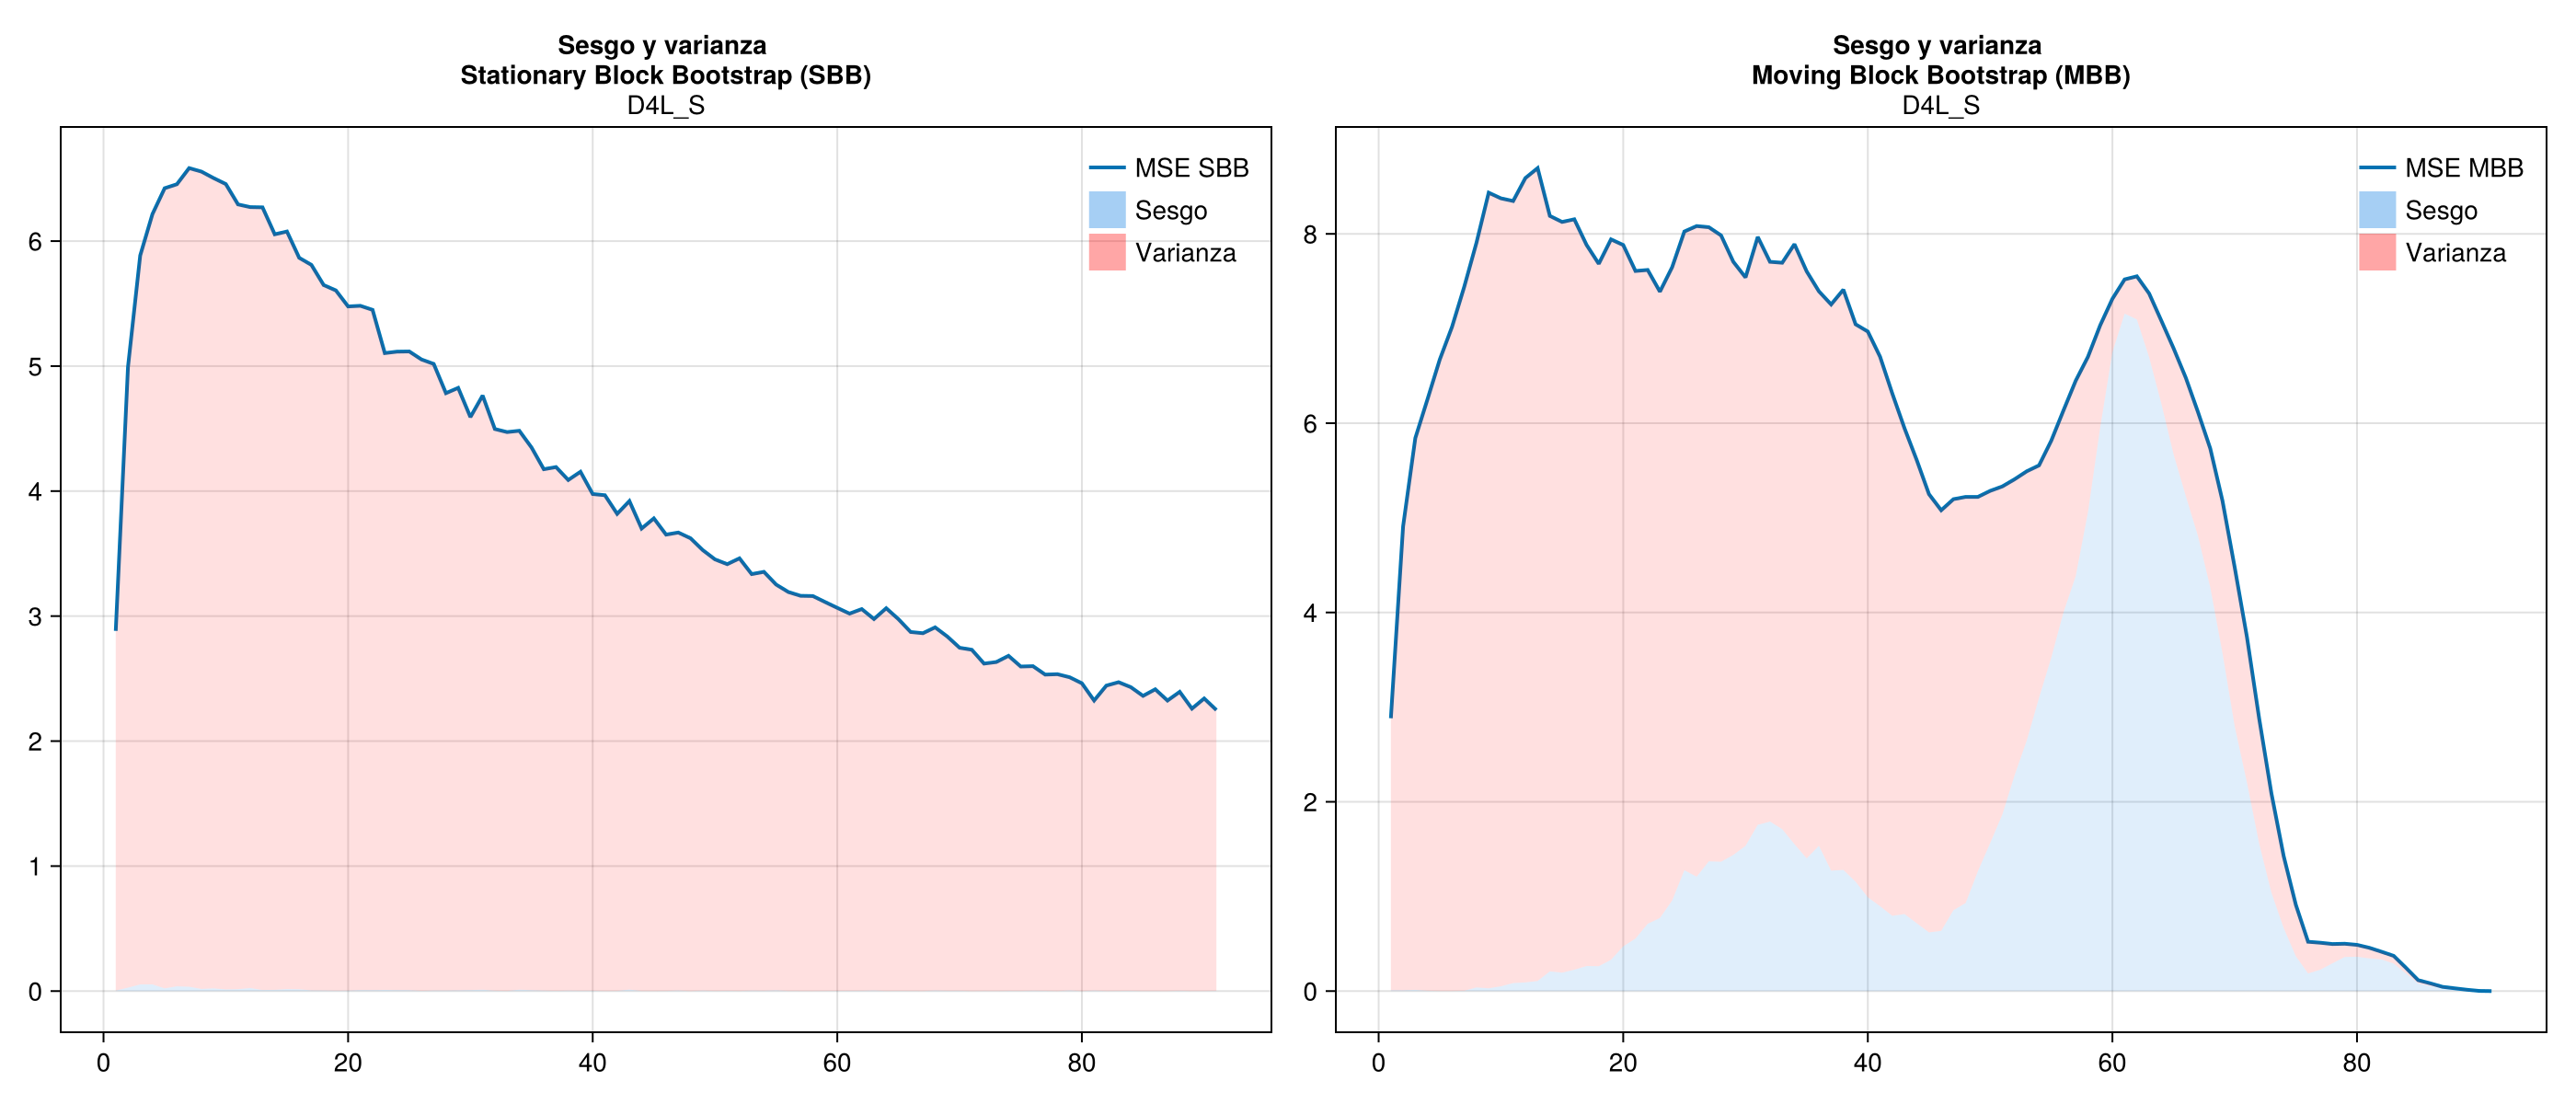 Sesgo y varianza
Stationary Block Bootstrap (SBB)
D4L_S
MSE SBB
Sesgo
Varianza
6
5
4
3
2
1
0
0 20 40 60 80
Sesgo y varianza
Moving Block Bootstrap (MBB)
D4L_S
MSE MBB
Sesgo
Varianza
8
6
4
2
0
0 20 40 60 80